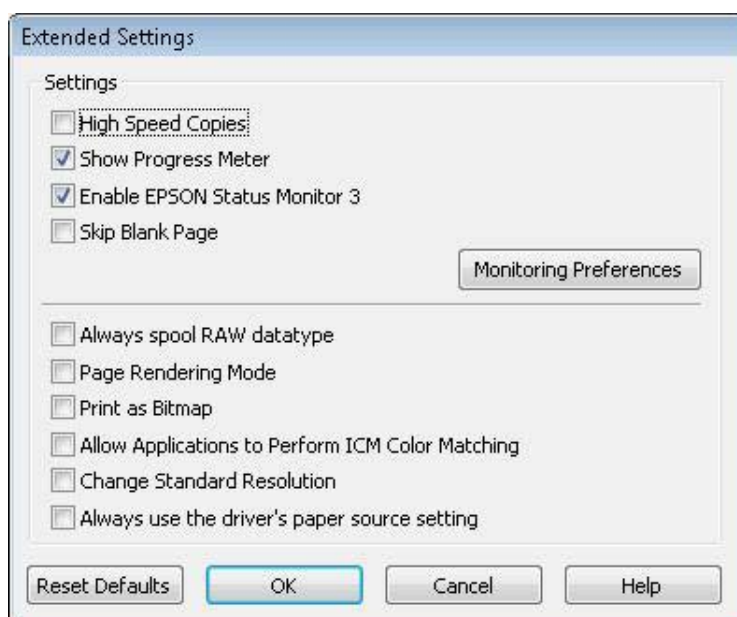 Extended Settings
Settings
High Speed Copies
Show Progress Meter
Enable EPSON Status Monitor 3
Skip Blank Page
Monitoring Preferences
Always spool RAW datatype
Page Rendering Mode
Print as Bitmap
Allow Applications to Perform ICM Color Matching
Change Standard Resolution
Always use the driver's paper source setting
Reset Defaults OK Cancel Help